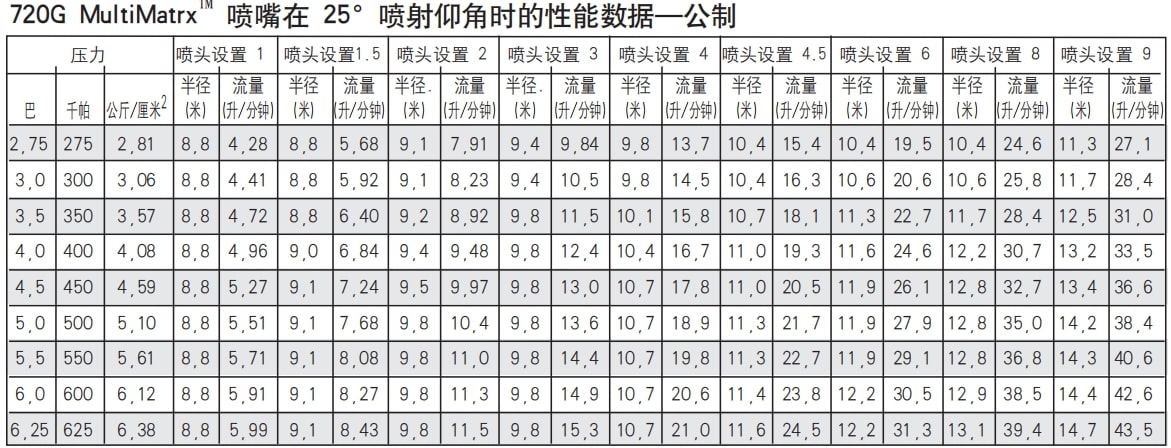 720G MultiMatrx™ 喷嘴在 25° 喷射仰角时的性能数据—公制
压力 喷头设置 1 喷头设置1.5 喷头设置 2 喷头设置 3 喷头设置 4 喷头设置 4.5 喷头设置 6 喷头设置 8 喷头设置 9
巴 千帕 公斤/厘米² 半径(米) 流量(升/分钟) 半径(米) 流量(升/分钟) 半径.(米) 流量(升/分钟) 半径.(米) 流量(升/分钟) 半径(米) 流量(升/分钟) 半径(米) 流量(升/分钟) 半径(米) 流量(升/分钟) 半径(米) 流量(升/分钟) 半径(米) 流量(升/分钟)
2,75 275 2,81 8,8 4,28 8,8 5,68 9,1 7,91 9,4 9,84 9,8 13,7 10,4 15,4 10,4 19,5 10,4 24,6 11,3 27,1
3,0 300 3,06 8,8 4,41 8,8 5,92 9,1 8,23 9,4 10,5 9,8 14,5 10,4 16,3 10,6 20,6 10,6 25,8 11,7 28,4
3,5 350 3,57 8,8 4,72 8,8 6,40 9,2 8,92 9,8 11,5 10,1 15,8 10,7 18,1 11,3 22,7 11,7 28,4 12,5 31,0
4,0 400 4,08 8,8 4,96 9,0 6,84 9,4 9,48 9,8 12,4 10,4 16,7 11,0 19,3 11,6 24,6 12,2 30,7 13,2 33,5
4,5 450 4,59 8,8 5,27 9,1 7,24 9,5 9,97 9,8 13,0 10,7 17,8 11,0 20,5 11,9 26,1 12,8 32,7 13,4 36,6
5,0 500 5,10 8,8 5,51 9,1 7,68 9,8 10,4 9,8 13,6 10,7 18,9 11,3 21,7 11,9 27,9 12,8 35,0 14,2 38,4
5,5 550 5,61 8,8 5,71 9,1 8,08 9,8 11,0 9,8 14,4 10,7 19,8 11,3 22,7 11,9 29,1 12,8 36,8 14,3 40,6
6,0 600 6,12 8,8 5,91 9,1 8,27 9,8 11,3 9,8 14,9 10,7 20,6 11,4 23,8 12,2 30,5 12,9 38,5 14,4 42,6
6,25 625 6,38 8,8 5,99 9,1 8,43 9,8 11,5 9,8 15,3 10,7 21,0 11,6 24,5 12,2 31,3 13,1 39,4 14,7 43,5